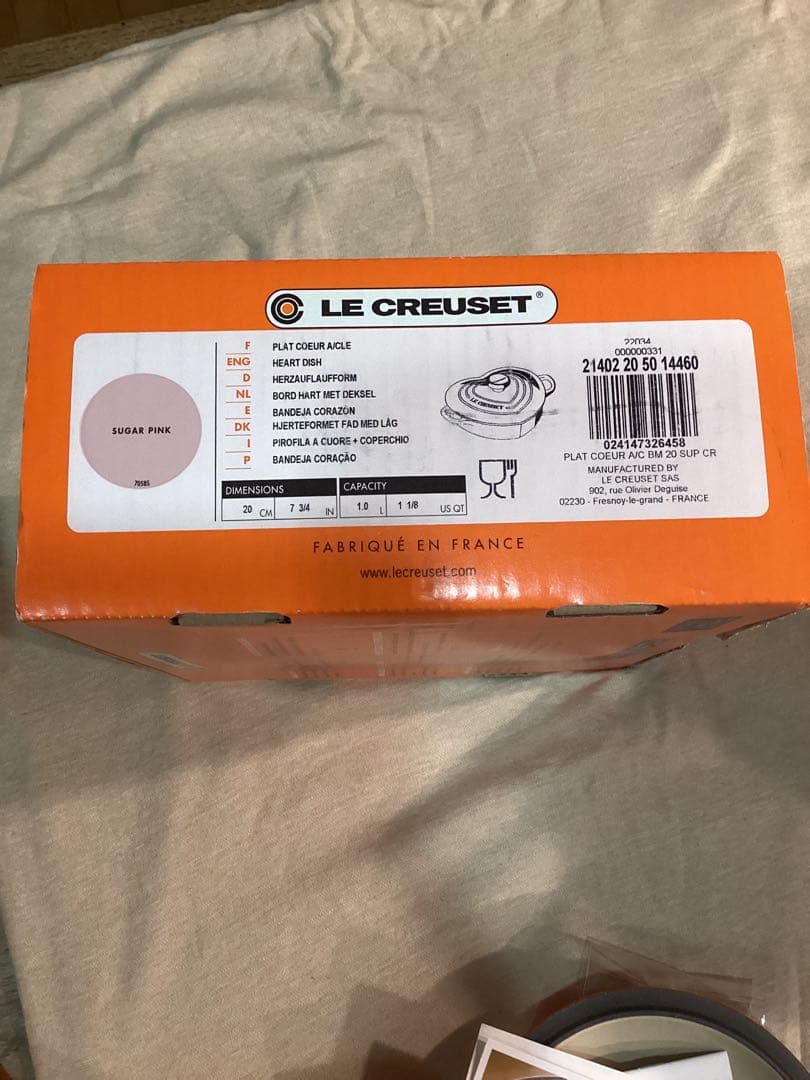 LE CREUSET®
SUGAR PINK
70585
F PLAT COEUR A/CLE
ENG HEART DISH
D HERZAUFLAUFFORM
NL BORD HART MET DEKSEL
E BANDEJA CORAZÓN
DK HJERTEFORMET FAD MED LÅG
I PIROFILA A CUORE + COPERCHIO
P BANDEJA CORAÇÃO
DIMENSIONS CAPACITY
20 CM 7 3/4 IN 1.0 L 1 1/8 US QT
LE CREUSET
22034
000000331
21402 20 50 14460
024147326458
PLAT COEUR A/C BM 20 SUP CR
MANUFACTURED BY
LE CREUSET SAS
902, rue Olivier Deguise
02230 - Fresnoy-le-grand - FRANCE
FABRIQUÉ EN FRANCE
www.lecreuset.com